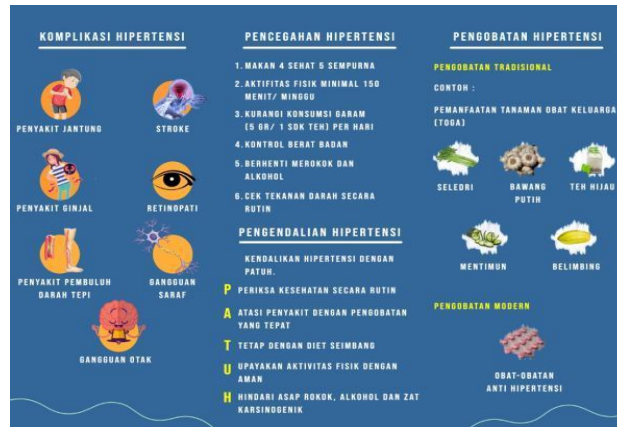 KOMPLIKASI HIPERTENSI
PENYAKIT JANTUNG
STROKE
PENYAKIT GINJAL
RETINOPATI
PENYAKIT PEMBULUH
DARAH TEPI
GANGGUAN
SARAF
GANGGUAN OTAK
PENCEGAHAN HIPERTENSI
1. MAKAN 4 SEHAT 5 SEMPURNA
2. AKTIFITAS FISIK MINIMAL 150
MENIT/ MINGGU
3. KURANGI KONSUMSI GARAM
(5 GR/ 1 SDK TEH) PER HARI
4. KONTROL BERAT BADAN
5. BERHENTI MEROKOK DAN
ALKOHOL
6. CEK TEKANAN DARAH SECARA
RUTIN
PENGENDALIAN HIPERTENSI
KENDALIKAN HIPERTENSI DENGAN
PATUH.
P PERIKSA KESEHATAN SECARA RUTIN
A ATASI PENYAKIT DENGAN PENGOBATAN
YANG TEPAT
T TETAP DENGAN DIET SEIMBANG
U UPAYAKAN AKTIVITAS FISIK DENGAN
AMAN
H HINDARI ASAP ROKOK, ALKOHOL DAN ZAT
KARSINOGENIK
PENGOBATAN HIPERTENSI
PENGOBATAN TRADISIONAL
CONTOH :
PEMANFAATAN TANAMAN OBAT KELUARGA
(TOGA)
SELEDRI
BAWANG
PUTIH
TEH HIJAU
MENTIMUN
BELIMBING
PENGOBATAN MODERN
OBAT-OBATAN
ANTI HIPERTENSI